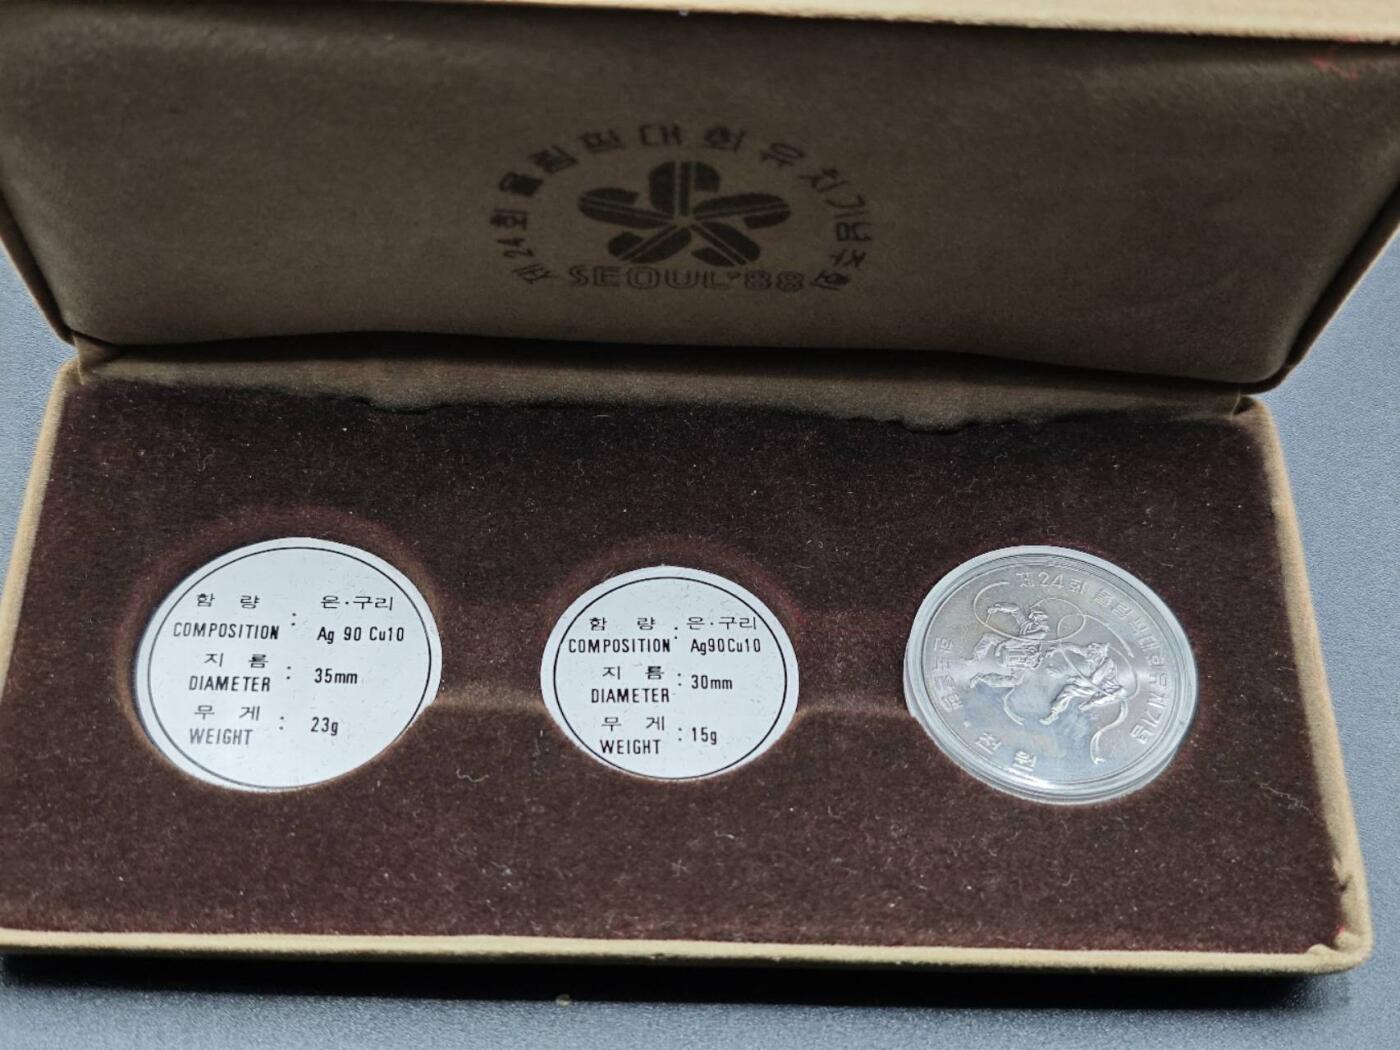 제24회 올림픽대회 유치기념주화
SEOUL'88
함 량 : 은·구리
COMPOSITION Ag 90 Cu10
지 름 :
DIAMETER 35mm
무 게 :
WEIGHT 23g
함 량 : 은·구리
COMPOSITION Ag90Cu10
지 름 :
DIAMETER 30mm
무 게 :
WEIGHT 15g
제24회 올림픽대회유치기념
천원